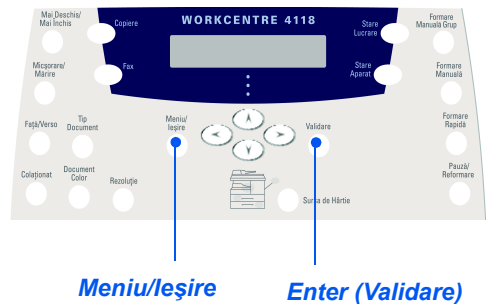 WORKCENTRE 4118
Mai Deschis/
Mai Închis
Copiere
Stare
Lucrare
Formare
Manuală Grup
Micşorare/
Mărire
Fax
Stare
Aparat
Formare
Manuală
Faţă/Verso
Tip
Document
Meniu/
Ieşire
Validare
Formare
Rapidă
Colaţionat
Document
Color
Rezoluţie
Sursa de Hârtie
Pauză/
Reformare
Meniu/Ieşire
Enter (Validare)